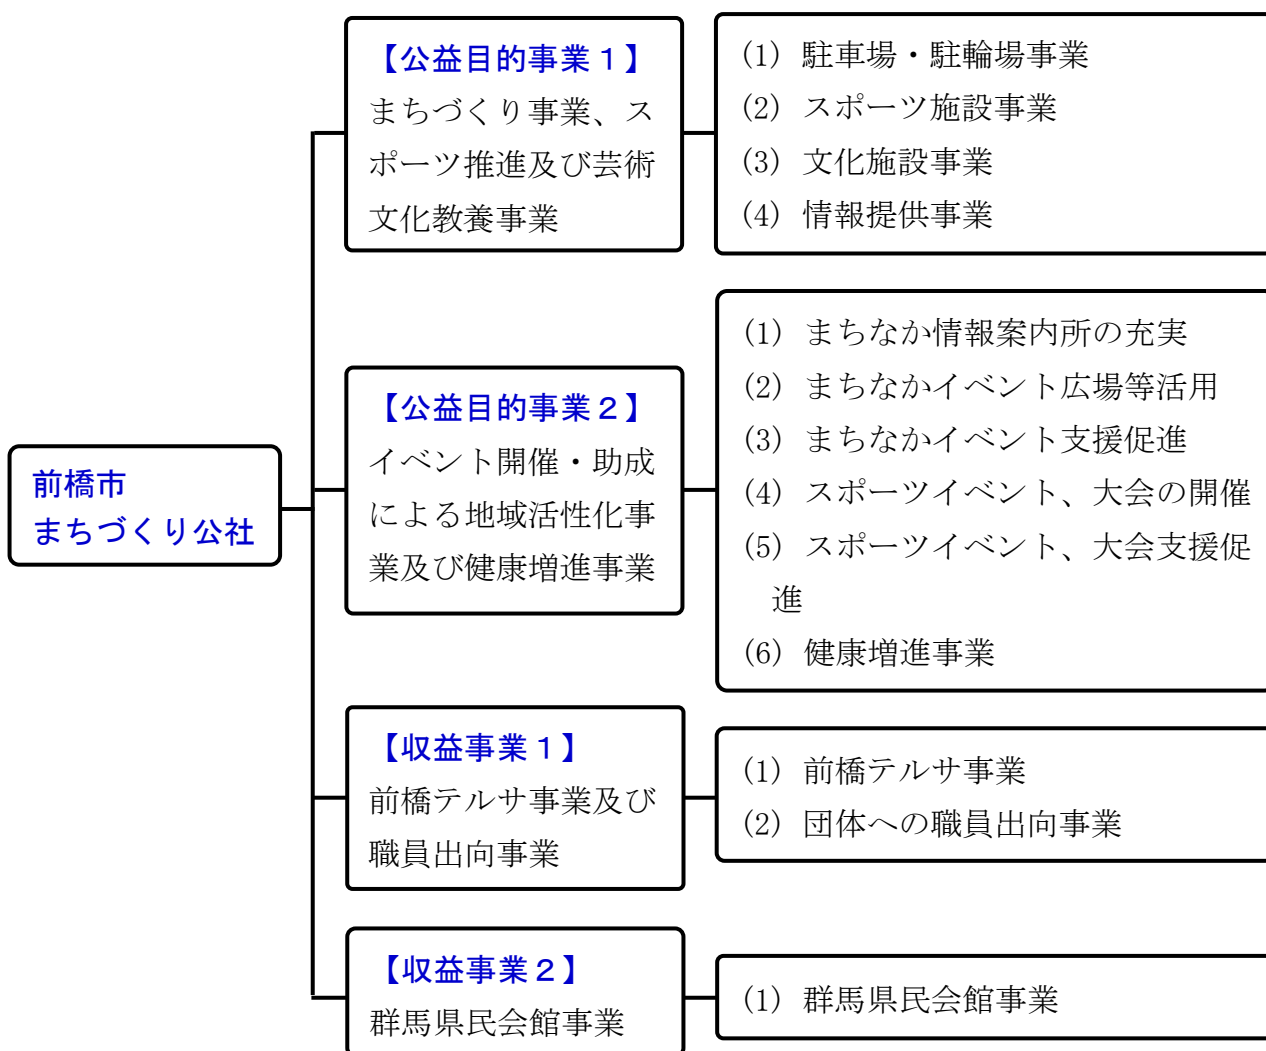 前橋市
まちづくり公社
【公益目的事業１】
まちづくり事業、ス
ポーツ推進及び芸術
文化教養事業
(1) 駐車場・駐輪場事業
(2) スポーツ施設事業
(3) 文化施設事業
(4) 情報提供事業
【公益目的事業２】
イベント開催・助成
による地域活性化事
業及び健康増進事業
(1) まちなか情報案内所の充実
(2) まちなかイベント広場等活用
(3) まちなかイベント支援促進
(4) スポーツイベント、大会の開催
(5) スポーツイベント、大会支援促
進
(6) 健康増進事業
【収益事業１】
前橋テルサ事業及び
職員出向事業
(1) 前橋テルサ事業
(2) 団体への職員出向事業
【収益事業２】
群馬県民会館事業
(1) 群馬県民会館事業